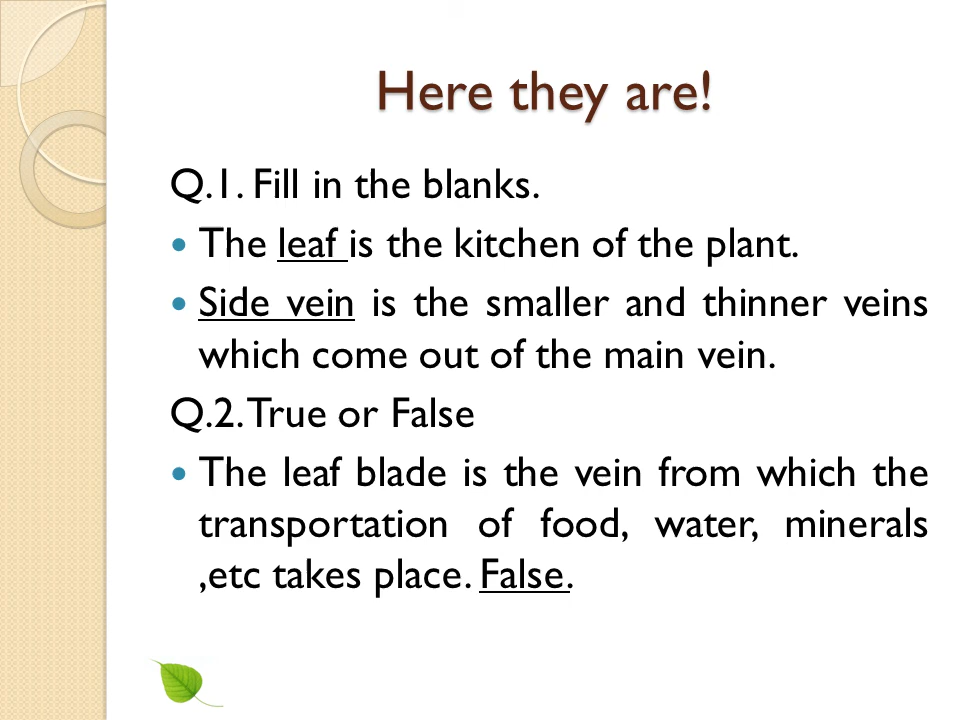 Here they are!
Q.1. Fill in the blanks.
• The leaf is the kitchen of the plant.
• Side vein is the smaller and thinner veins
which come out of the main vein.
Q.2. True or False
• The leaf blade is the vein from which the
transportation of food, water, minerals
,etc takes place. False.